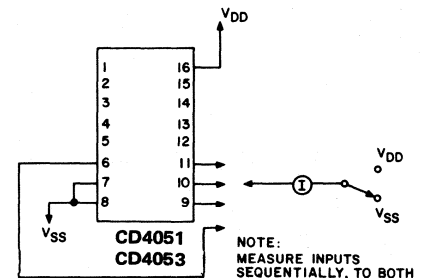 VDD
1 16
2 15
3 14
4 13
5 12
6 11
7 10
8 9
VSS
CD4051
CD4053
I
VDD
VSS
NOTE:
MEASURE INPUTS
SEQUENTIALLY, TO BOTH